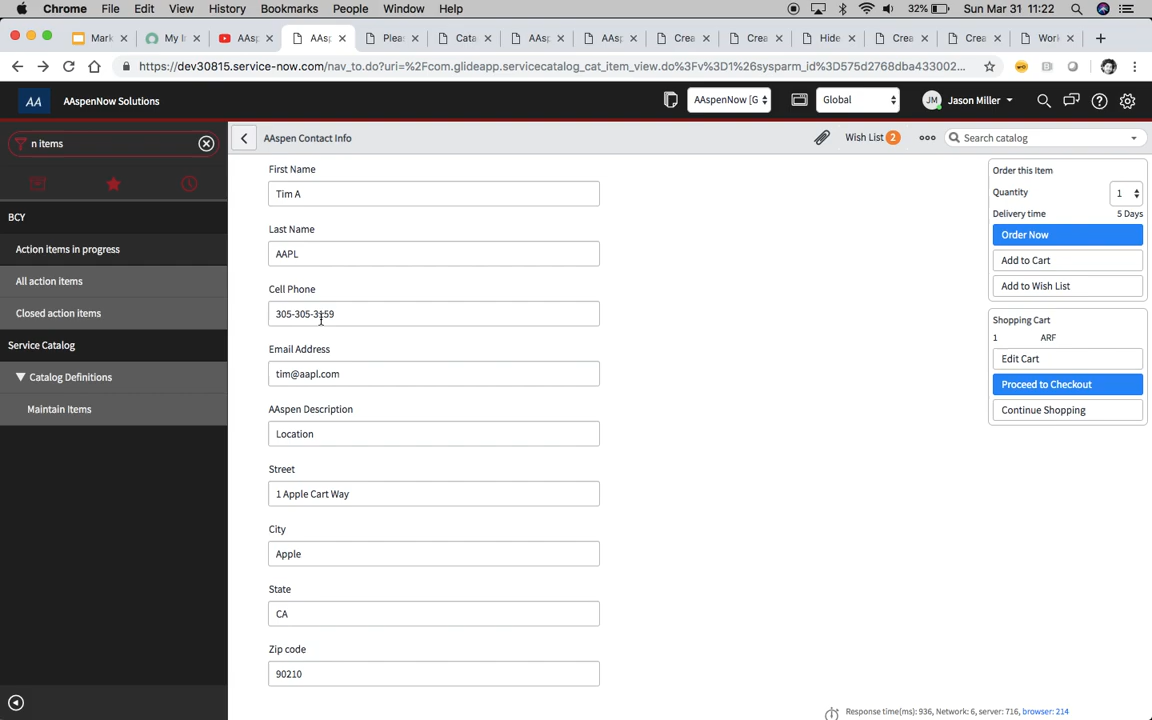 Chrome File Edit View History Bookmarks People Window Help 32% Sun Mar 31 11:22
Mark My In AAsp AAsp Pleas Cata AAsp AAsp Crea Crea Hide Crea Crea Work
https://dev30815.service-now.com/nav_to.do?uri=%2Fcom.glideapp.servicecatalog_cat_item_view.do%3Fv%3D1%26sysparm_id%3D575d2768dba433002...
AA AAspenNow Solutions AAspenNow [G Global JM Jason Miller
n items
AAspen Contact Info Wish List 2 Search catalog
BCY
Action items in progress
All action items
Closed action items
Service Catalog
Catalog Definitions
Maintain Items
First Name
Tim A
Last Name
AAPL
Cell Phone
305-305-3159
Email Address
tim@aapl.com
AAspen Description
Location
Street
1 Apple Cart Way
City
Apple
State
CA
Zip code
90210
Order this Item
Quantity 1
Delivery time 5 Days
Order Now
Add to Cart
Add to Wish List
Shopping Cart
1 ARF
Edit Cart
Proceed to Checkout
Continue Shopping
Response time(ms): 936, Network: 6, server: 716, browser: 214